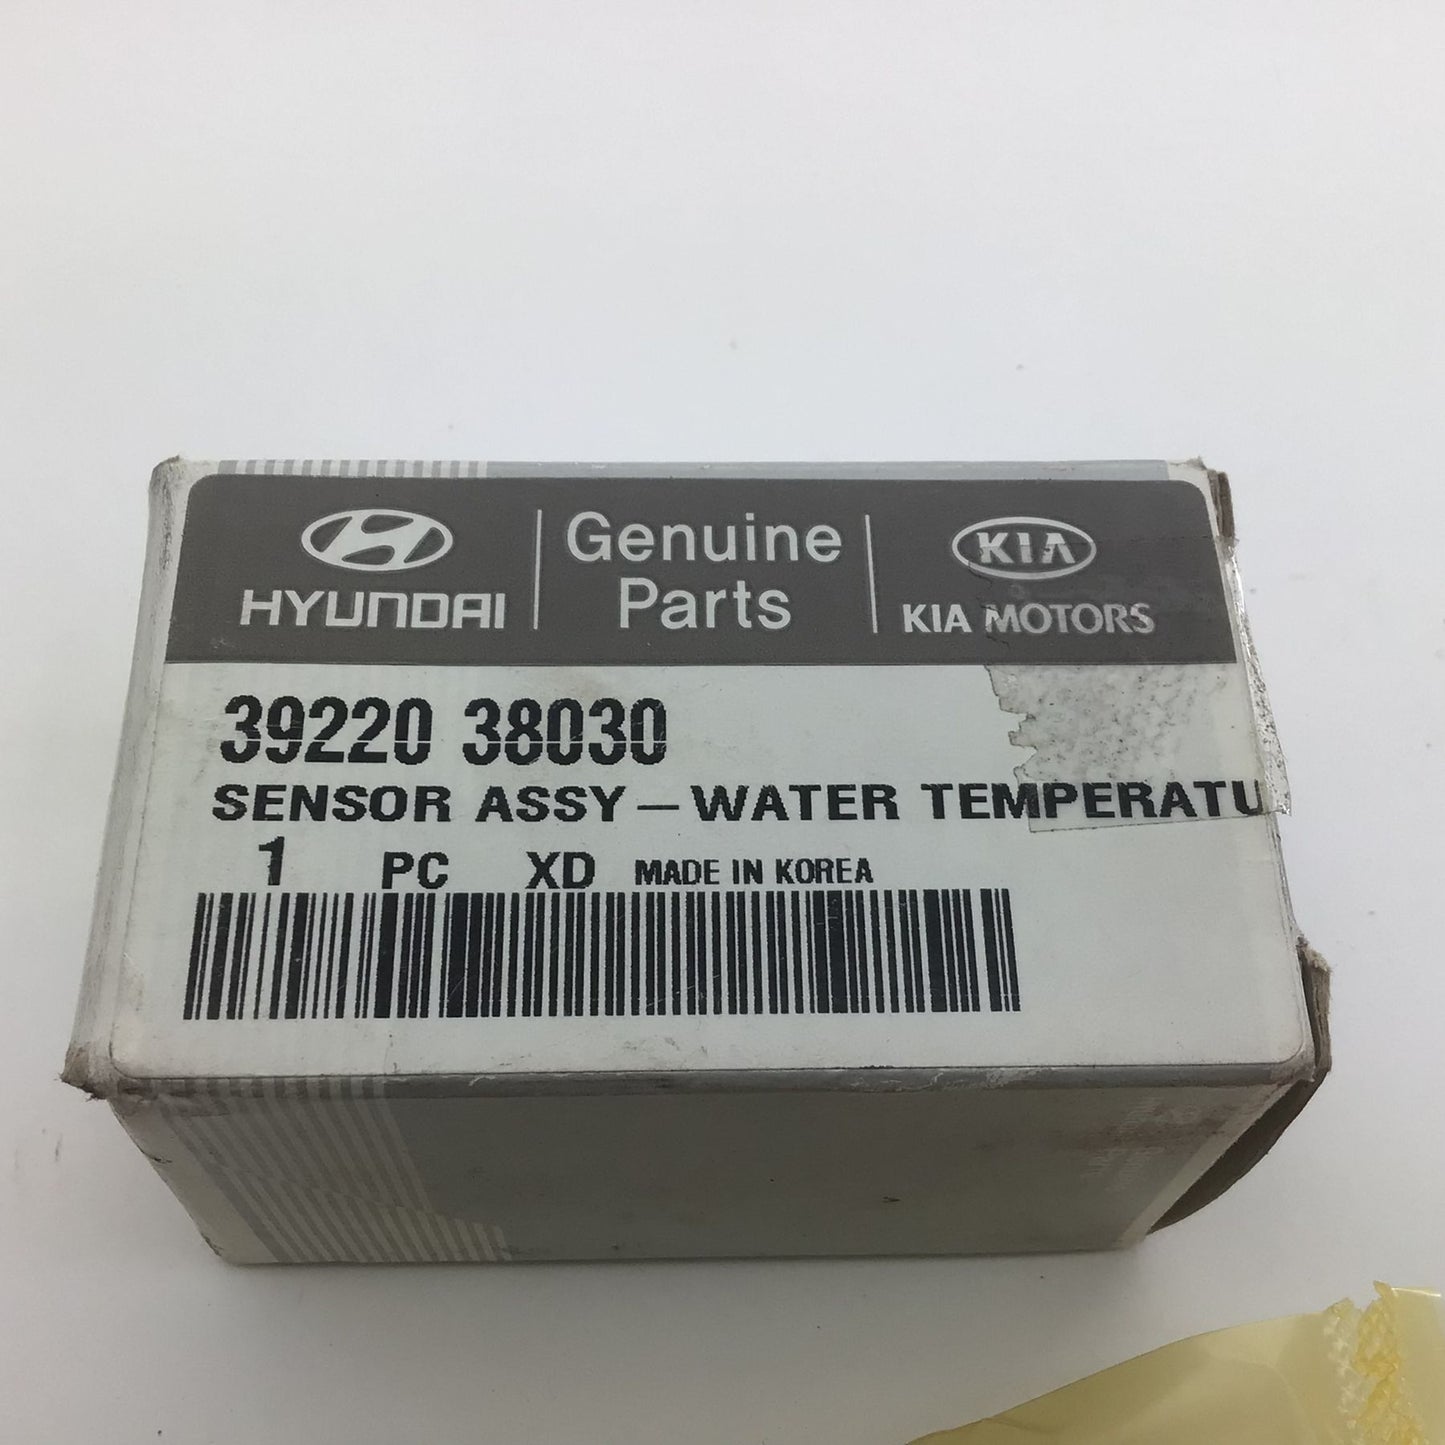 HYUNDAI
Genuine
Parts
KIA
KIA MOTORS
39220 38030
SENSOR ASSY-WATER TEMPERATU
1 PC XD MADE IN KOREA